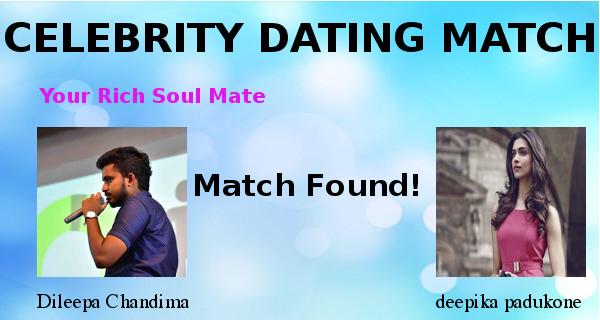 CELEBRITY DATING MATCH
Your Rich Soul Mate
Match Found!
Dileepa Chandima
deepika padukone